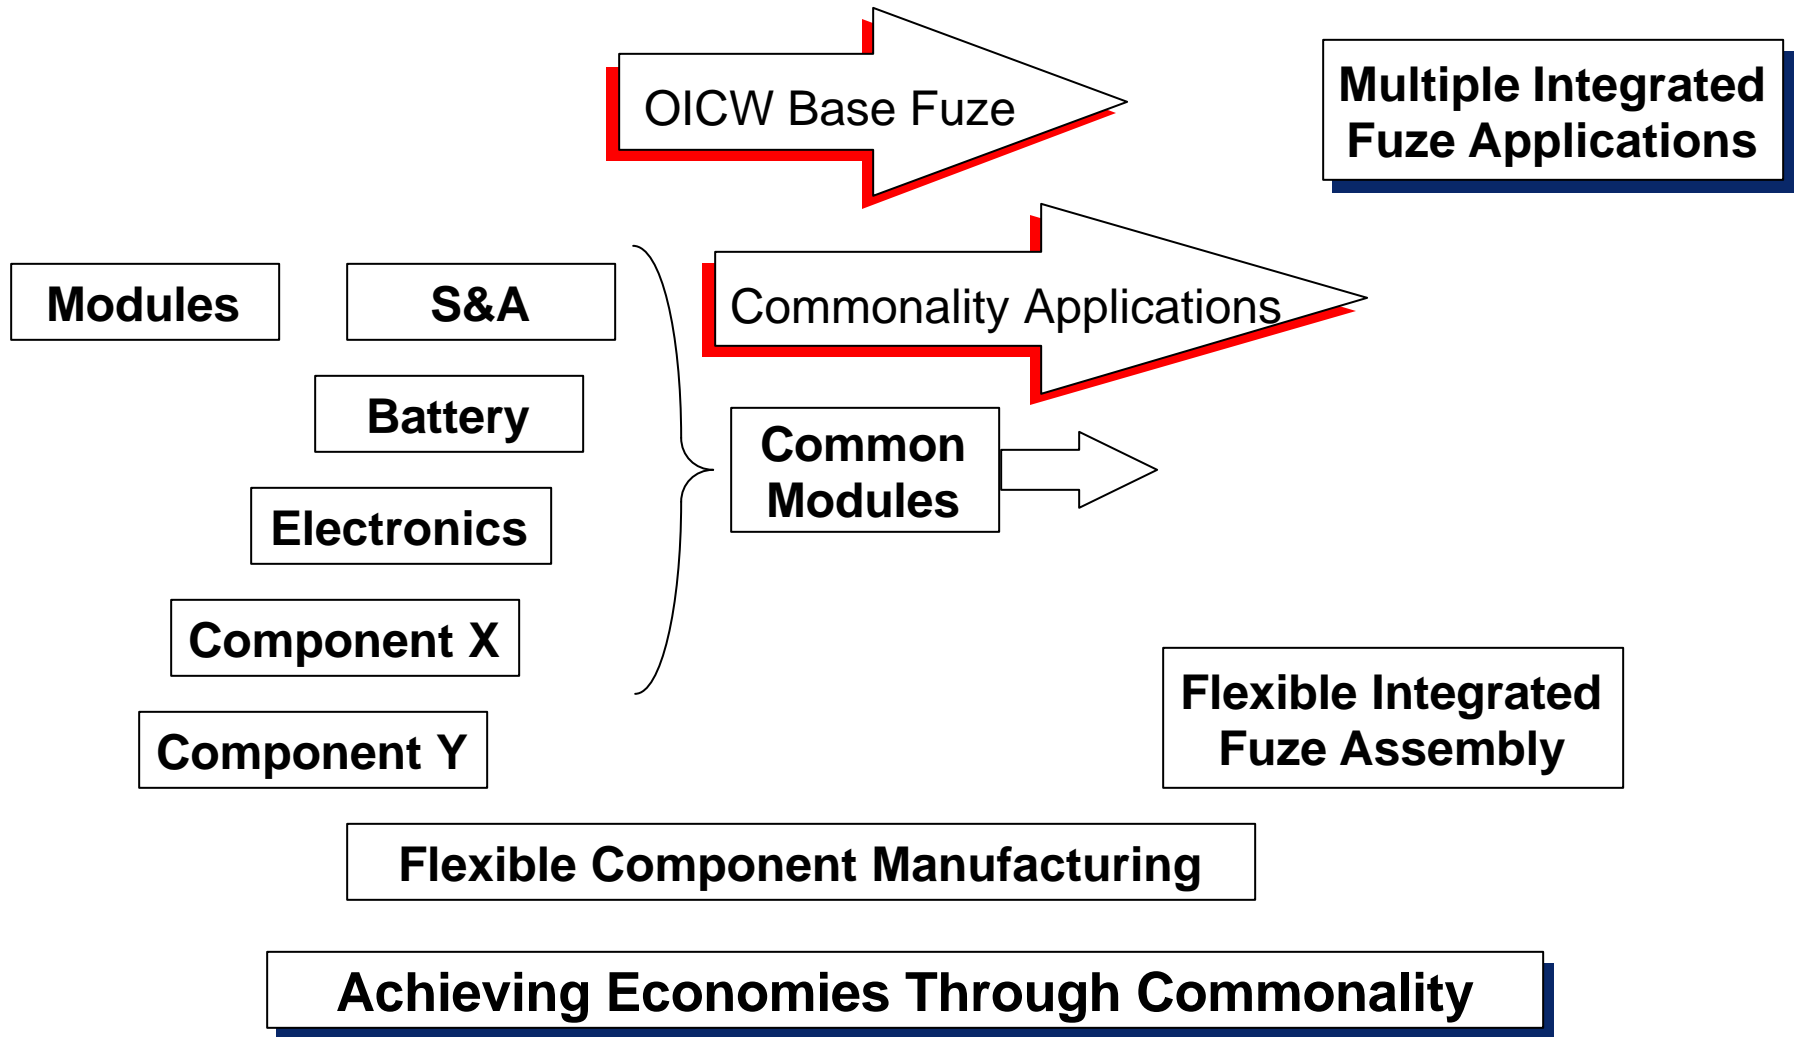 OICW Base Fuze
Multiple Integrated
Fuze Applications
Commonality Applications
Modules
S&A
Battery
Electronics
Component X
Component Y
Common
Modules
Flexible Integrated
Fuze Assembly
Flexible Component Manufacturing
Achieving Economies Through Commonality